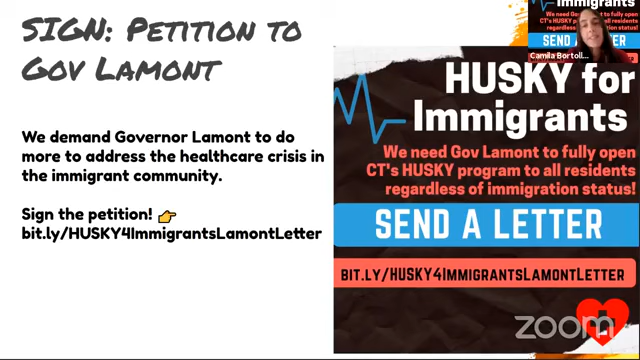 SIGN: PETITION TO
GOV LAMONT
We demand Governor Lamont to do
more to address the healthcare crisis in
the immigrant community.
Sign the petition! 👉
bit.ly/HUSKY4ImmigrantsLamontLetter
HUSKY for
Immigrants
We need Gov Lamont to fully open
CT's HUSKY program to all residents
regardless of immigration status!
SEND A LETTER
BIT.LY/HUSKY4IMMIGRANTSLAMONTLETTER
Immigrants
We need Gov Lamont to fully open
CT's HUSKY program to all residents
regardless of immigration status!
SEND A LETTER
Camila Bortoll...
zoom